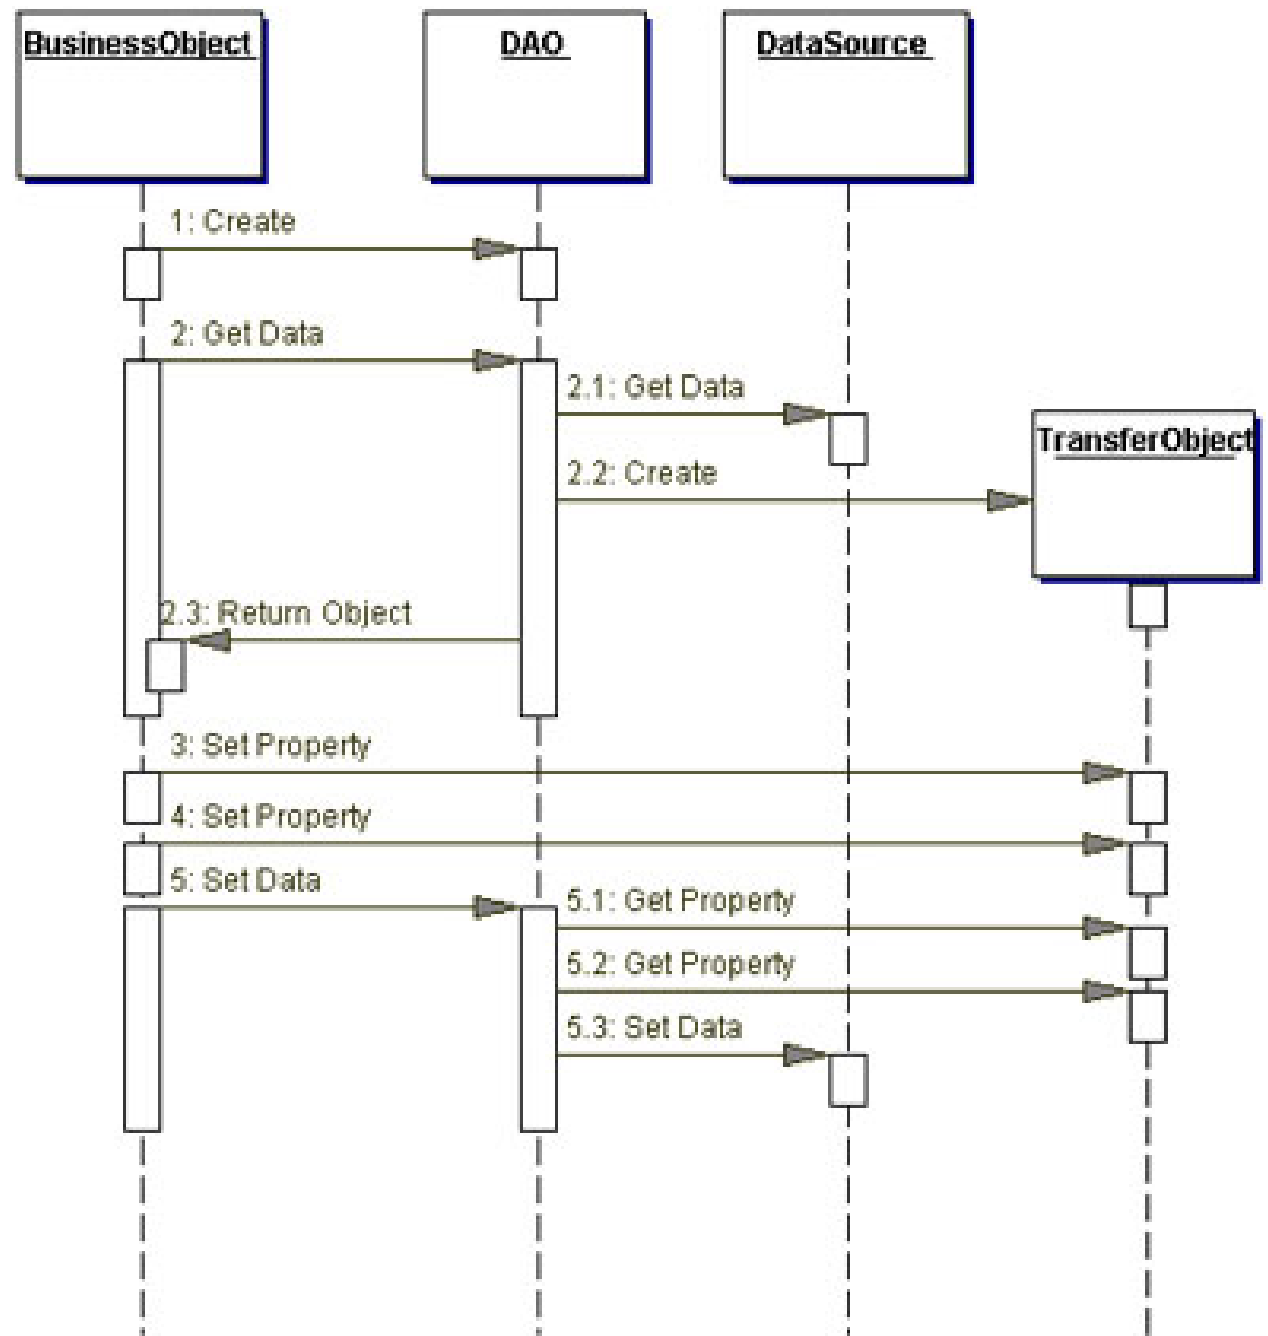 BusinessObject
DAO
DataSource
1: Create
2: Get Data
2.1: Get Data
TransferObject
2.2: Create
2.3: Return Object
3: Set Property
4: Set Property
5: Set Data
5.1: Get Property
5.2: Get Property
5.3: Set Data